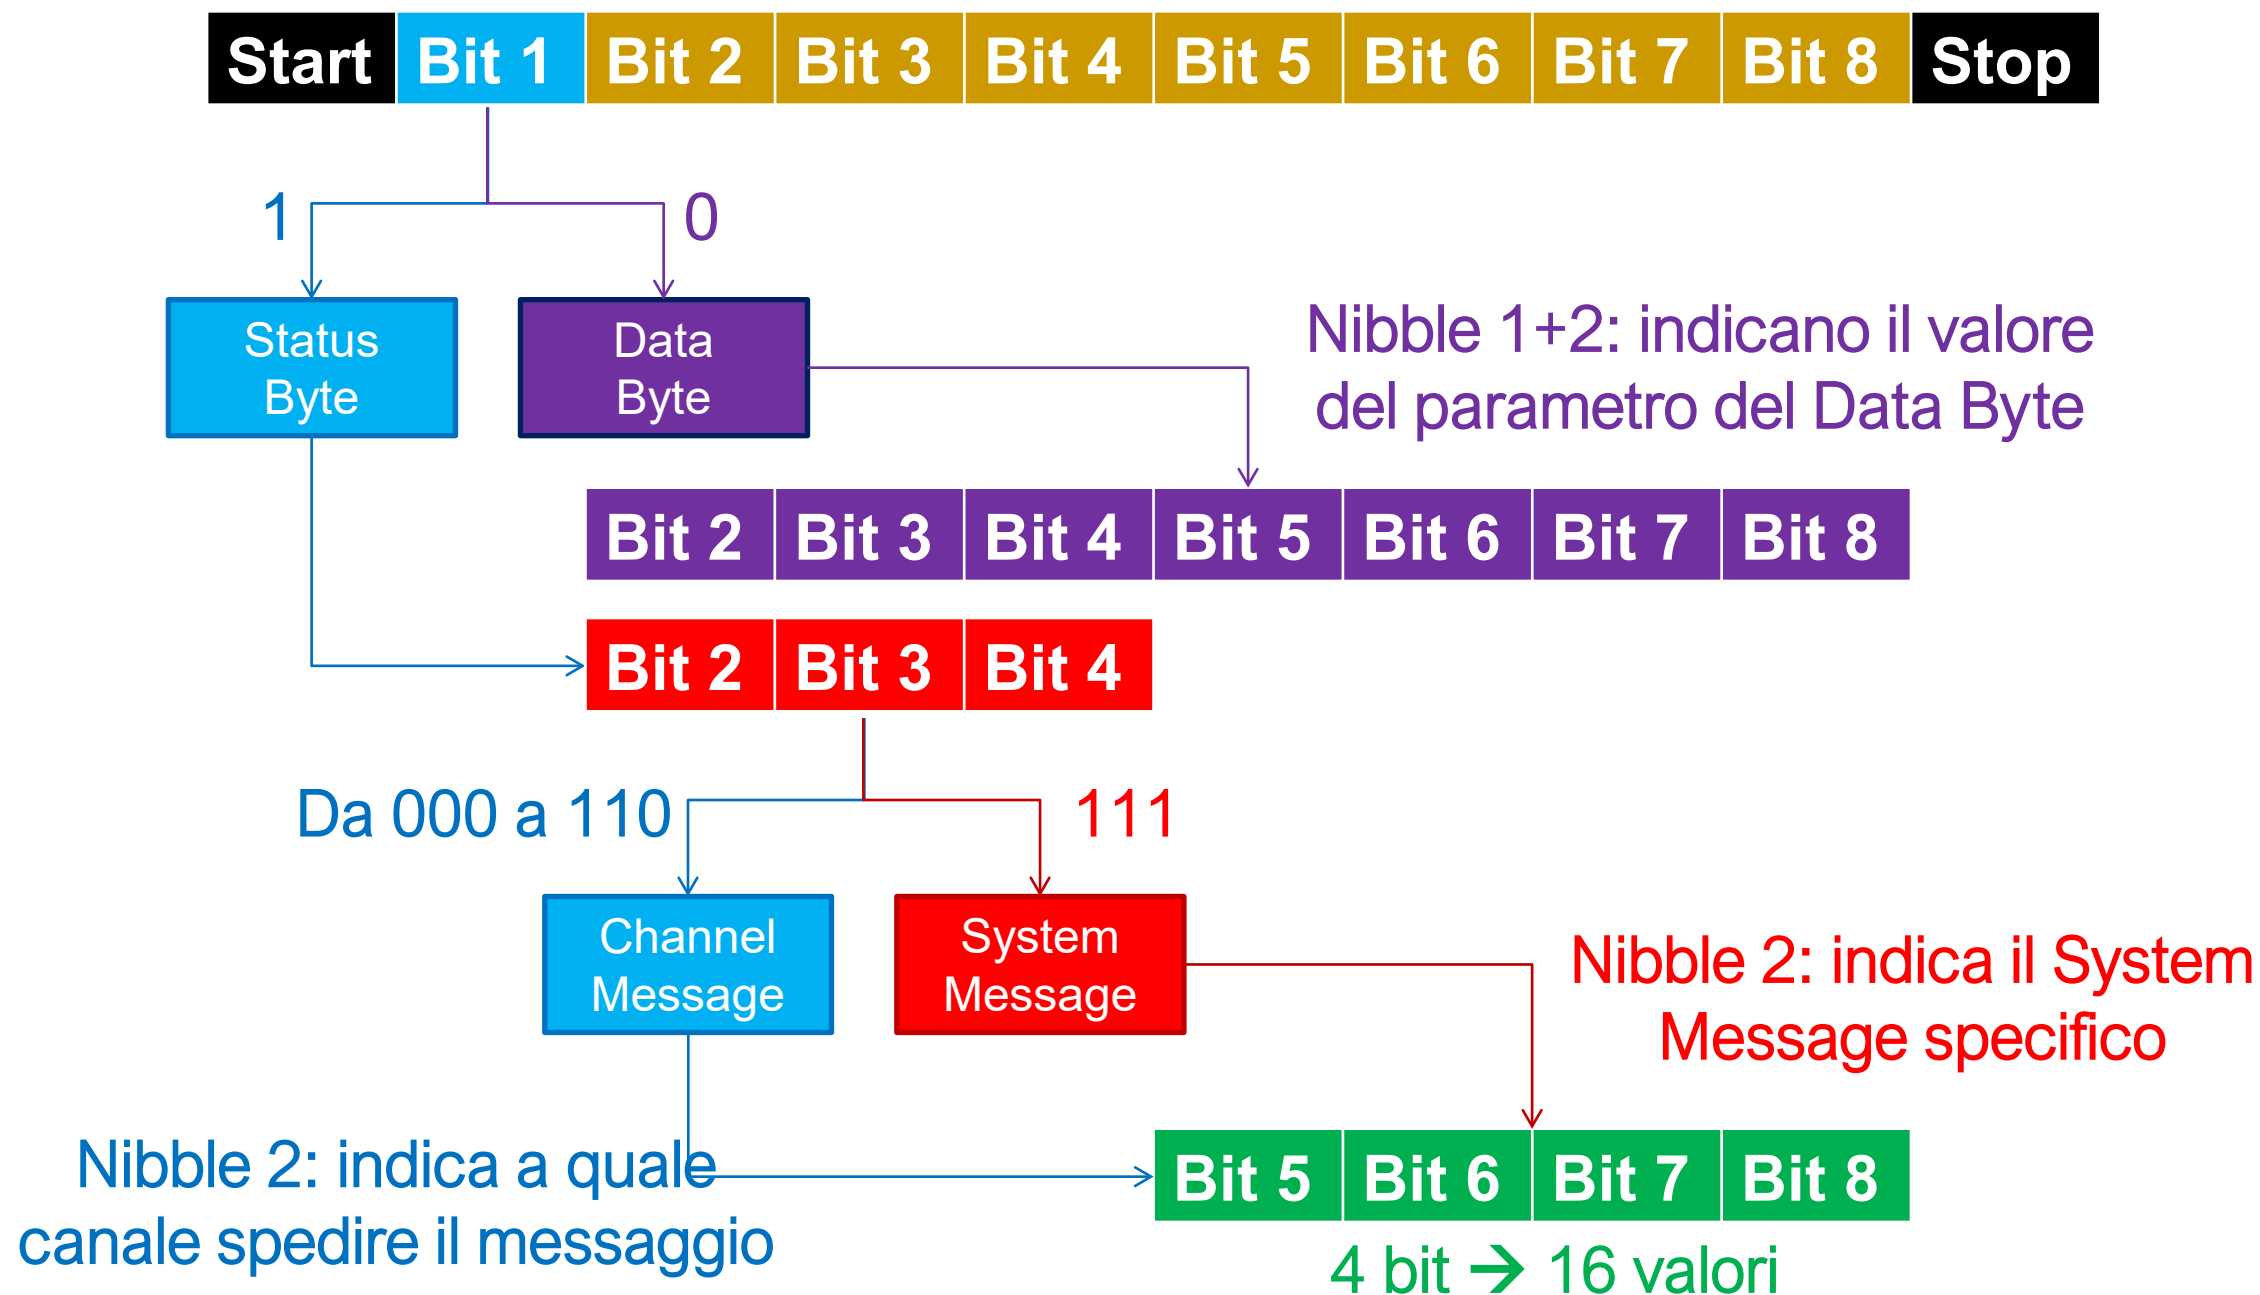 Start Bit 1 Bit 2 Bit 3 Bit 4 Bit 5 Bit 6 Bit 7 Bit 8 Stop
1 0
Status
Byte
Data
Byte
Nibble 1+2: indicano il valore
del parametro del Data Byte
Bit 2 Bit 3 Bit 4 Bit 5 Bit 6 Bit 7 Bit 8
Bit 2 Bit 3 Bit 4
Da 000 a 110 111
Channel
Message
System
Message
Nibble 2: indica il System
Message specifico
Nibble 2: indica a quale
canale spedire il messaggio
Bit 5 Bit 6 Bit 7 Bit 8
4 bit → 16 valori